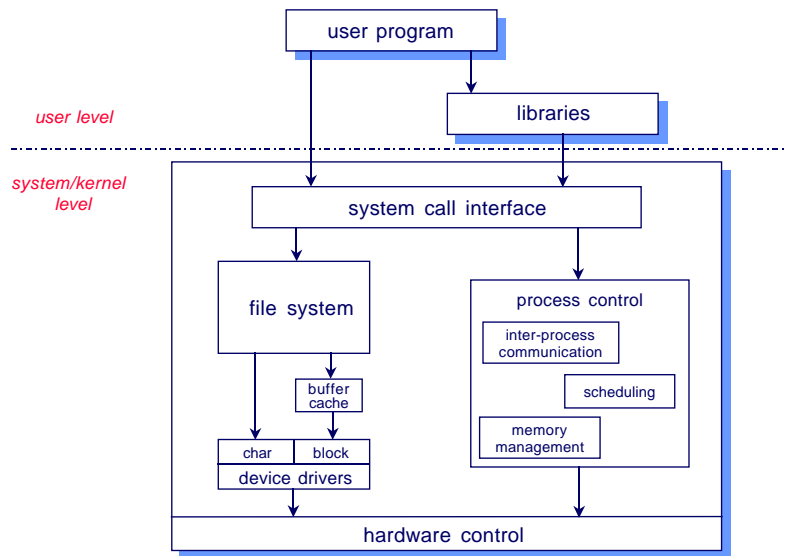 user program
user level
libraries
system/kernel
level
system call interface
file system
process control
inter-process
communication
buffer
cache
scheduling
memory
management
char
block
device drivers
hardware control